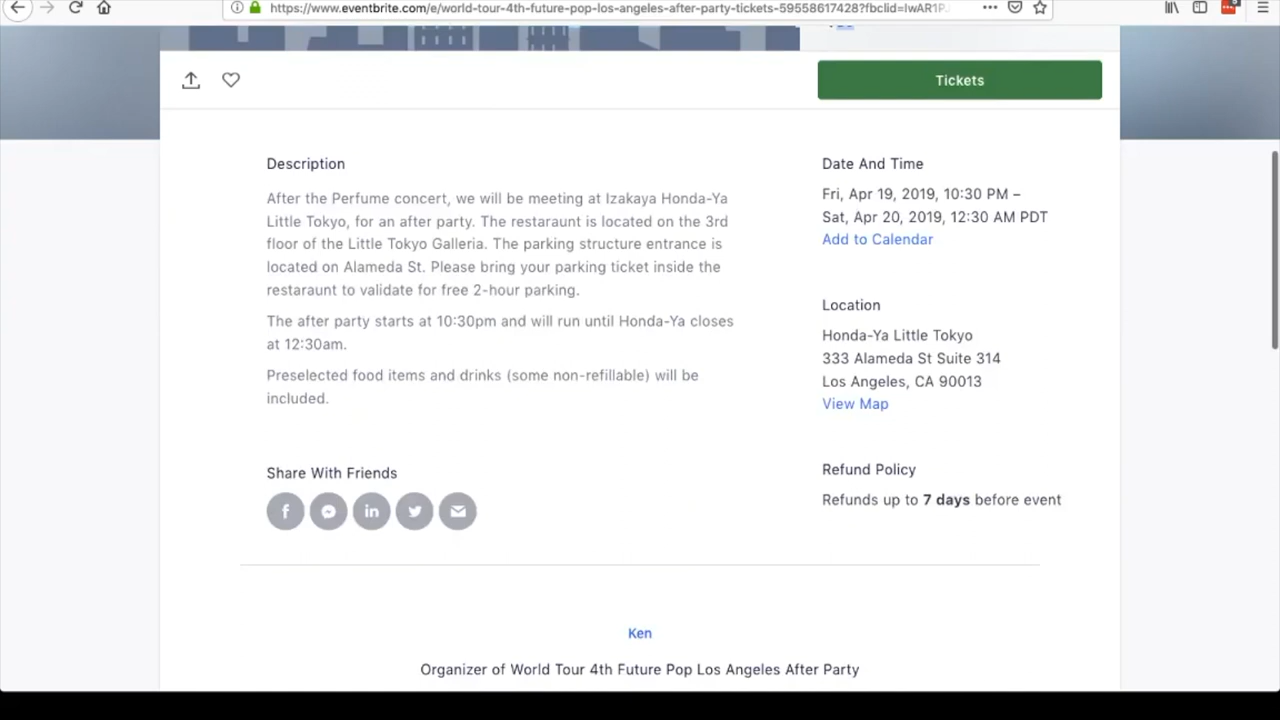 https://www.eventbrite.com/e/world-tour-4th-future-pop-los-angeles-after-party-tickets-59558617428?fbclid=IwAR1P
Tickets
Description
After the Perfume concert, we will be meeting at Izakaya Honda-Ya
Little Tokyo, for an after party. The restaraunt is located on the 3rd
floor of the Little Tokyo Galleria. The parking structure entrance is
located on Alameda St. Please bring your parking ticket inside the
restaraunt to validate for free 2-hour parking.
The after party starts at 10:30pm and will run until Honda-Ya closes
at 12:30am.
Preselected food items and drinks (some non-refillable) will be
included.
Share With Friends
Date And Time
Fri, Apr 19, 2019, 10:30 PM –
Sat, Apr 20, 2019, 12:30 AM PDT
Add to Calendar
Location
Honda-Ya Little Tokyo
333 Alameda St Suite 314
Los Angeles, CA 90013
View Map
Refund Policy
Refunds up to 7 days before event
Ken
Organizer of World Tour 4th Future Pop Los Angeles After Party